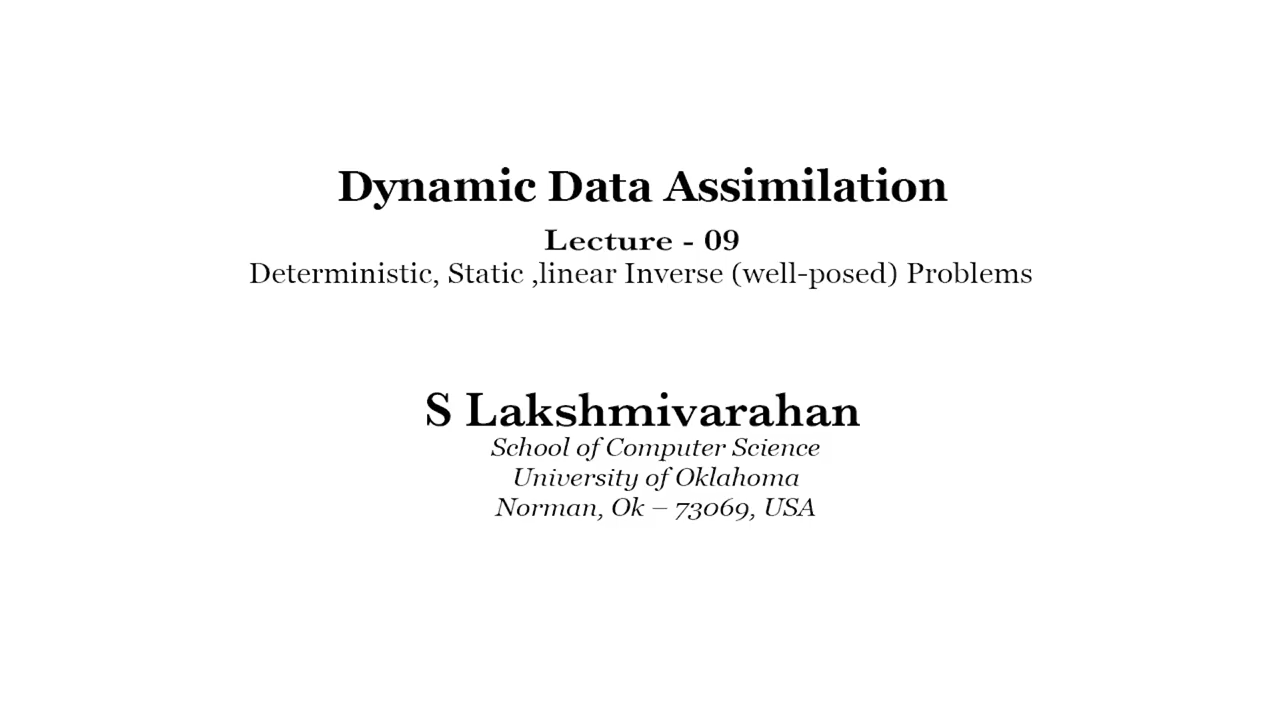 Dynamic Data Assimilation
Lecture - 09
Deterministic, Static ,linear Inverse (well-posed) Problems
S Lakshmivarahan
School of Computer Science
University of Oklahoma
Norman, Ok – 73069, USA